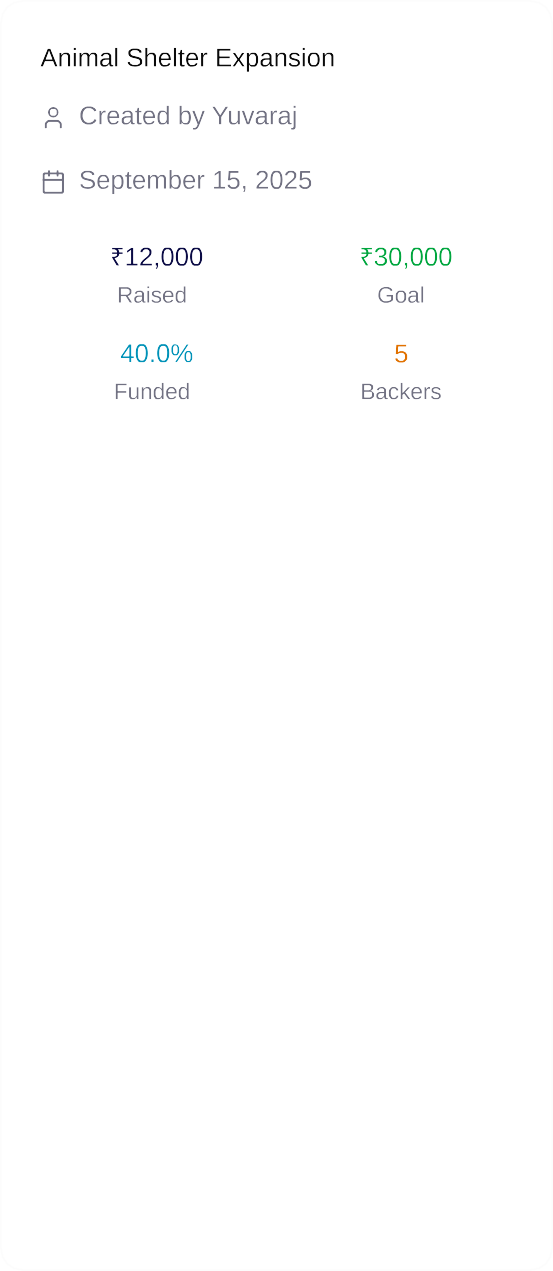 Animal Shelter Expansion
Created by Yuvaraj
September 15, 2025
₹12,000
Raised
₹30,000
Goal
40.0%
Funded
5
Backers